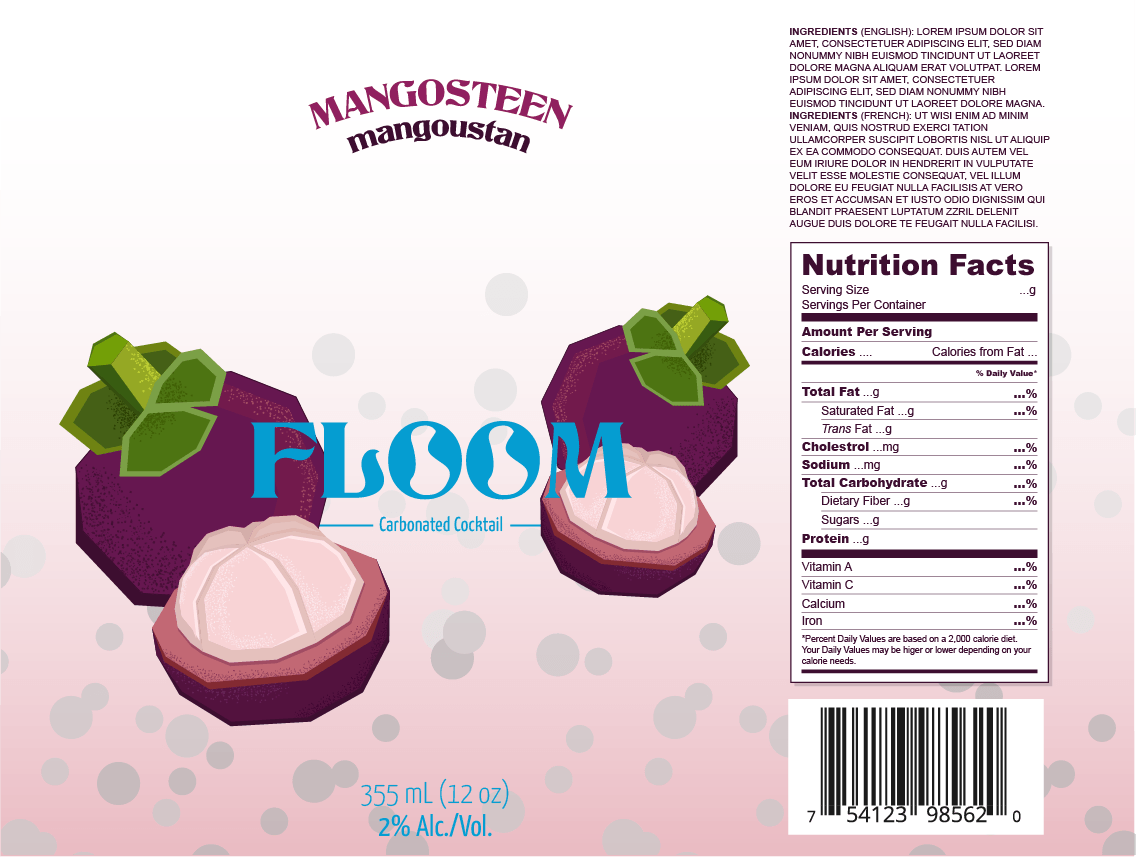 MANGOSTEEN
mangoustan
FLOOM
Carbonated Cocktail
355 mL (12 oz)
2% Alc./Vol.
INGREDIENTS (ENGLISH): LOREM IPSUM DOLOR SIT
AMET, CONSECTETUER ADIPISCING ELIT, SED DIAM
NONUMMY NIBH EUISMOD TINCIDUNT UT LAOREET
DOLORE MAGNA ALIQUAM ERAT VOLUTPAT. LOREM
IPSUM DOLOR SIT AMET, CONSECTETUER
ADIPISCING ELIT, SED DIAM NONUMMY NIBH
EUISMOD TINCIDUNT UT LAOREET DOLORE MAGNA.
INGREDIENTS (FRENCH): UT WISI ENIM AD MINIM
VENIAM, QUIS NOSTRUD EXERCI TATION
ULLAMCORPER SUSCIPIT LOBORTIS NISL UT ALIQUIP
EX EA COMMODO CONSEQUAT. DUIS AUTEM VEL
EUM IRIURE DOLOR IN HENDRERIT IN VULPUTATE
VELIT ESSE MOLESTIE CONSEQUAT, VEL ILLUM
DOLORE EU FEUGIAT NULLA FACILISIS AT VERO
EROS ET ACCUMSAN ET IUSTO ODIO DIGNISSIM QUI
BLANDIT PRAESENT LUPTATUM ZZRIL DELENIT
AUGUE DUIS DOLORE TE FEUGAIT NULLA FACILISI.
Nutrition Facts
Serving Size ...g
Servings Per Container
Amount Per Serving
Calories .... Calories from Fat ...
% Daily Value*
Total Fat ...g ...%
Saturated Fat ...g ...%
Trans Fat ...g
Cholestrol ...mg ...%
Sodium ...mg ...%
Total Carbohydrate ...g ...%
Dietary Fiber ...g ...%
Sugars ...g
Protein ...g
Vitamin A ...%
Vitamin C ...%
Calcium ...%
Iron ...%
*Percent Daily Values are based on a 2,000 calorie diet.
Your Daily Values may be higer or lower depending on your
calorie needs.
7 54123 98562 0